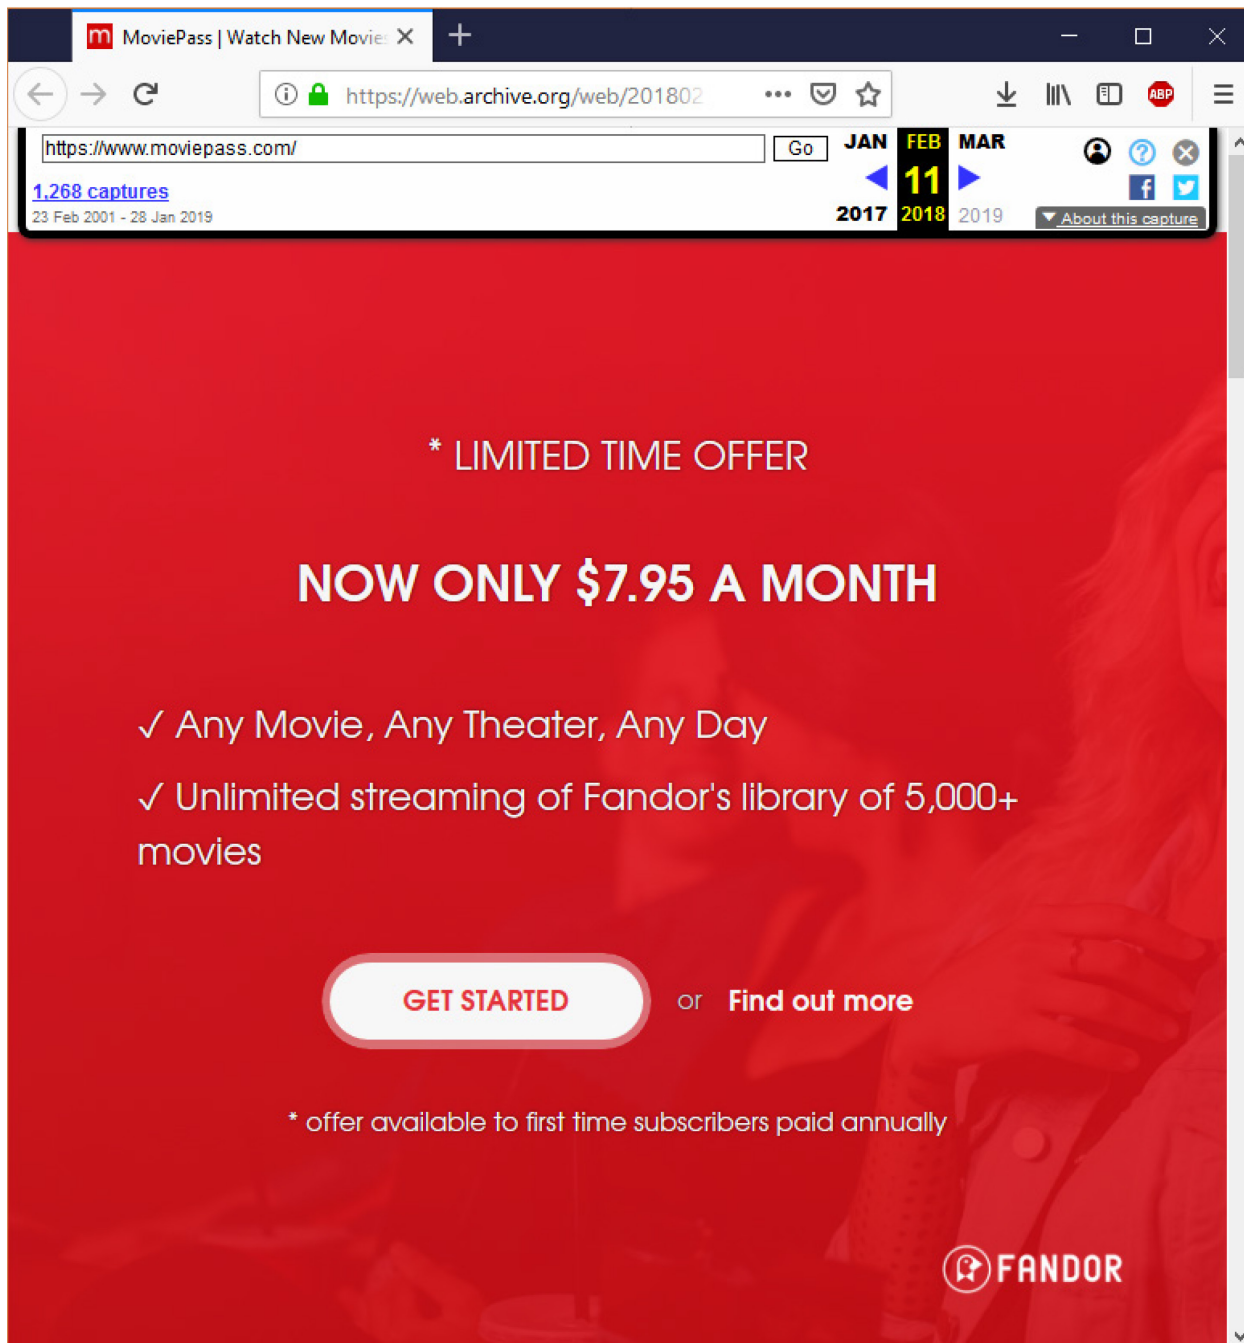 m MoviePass | Watch New Movies
https://web.archive.org/web/201802
ABP
https://www.moviepass.com/
Go
JAN FEB MAR
11
2017 2018 2019
1,268 captures
23 Feb 2001 - 28 Jan 2019
f
About this capture
* LIMITED TIME OFFER
NOW ONLY $7.95 A MONTH
✓ Any Movie, Any Theater, Any Day
✓ Unlimited streaming of Fandor's library of 5,000+
movies
GET STARTED or Find out more
* offer available to first time subscribers paid annually
FANDOR